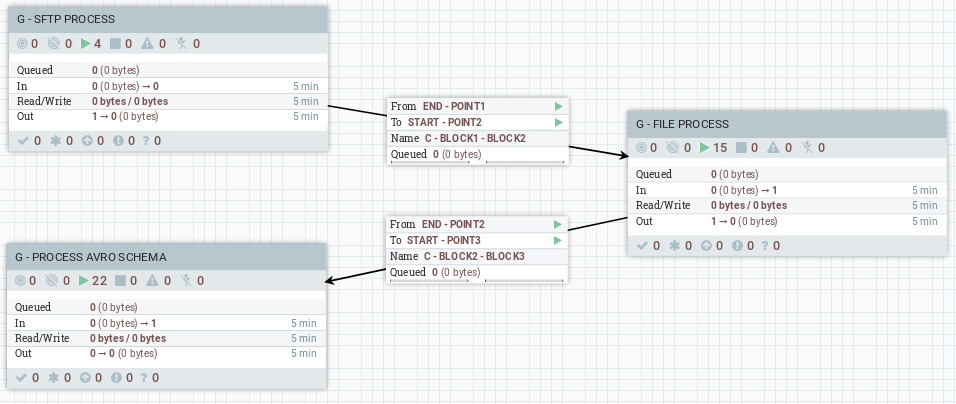 G - SFTP PROCESS
0 0 4 0 0 0
Queued 0 (0 bytes)
In 0 (0 bytes) → 0 5 min
Read/Write 0 bytes / 0 bytes 5 min
Out 1 → 0 (0 bytes) 5 min
0 0 0 0 ? 0
From END - POINT1
To START - POINT2
Name C - BLOCK1 - BLOCK2
Queued 0 (0 bytes)
G - FILE PROCESS
0 0 15 0 0 0
Queued 0 (0 bytes)
In 0 (0 bytes) → 1 5 min
Read/Write 0 bytes / 0 bytes 5 min
Out 1 → 0 (0 bytes) 5 min
0 0 0 0 ? 0
From END - POINT2
To START - POINT3
Name C - BLOCK2 - BLOCK3
Queued 0 (0 bytes)
G - PROCESS AVRO SCHEMA
0 0 22 0 0 0
Queued 0 (0 bytes)
In 0 (0 bytes) → 1 5 min
Read/Write 0 bytes / 0 bytes 5 min
Out 0 → 0 (0 bytes) 5 min
0 0 0 0 ? 0